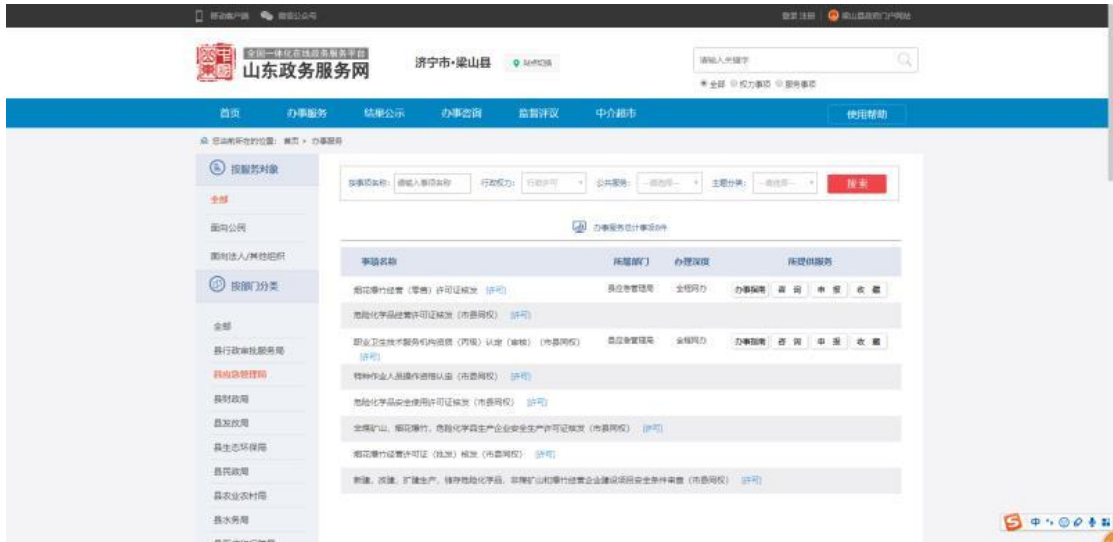 移动客户端 微信公众号 登录 注册 梁山县政府门户网站
全国一体化在线政务服务平台
山东政务服务网 济宁市·梁山县 站点切换 请输入关键字
全部 权力事项 服务事项
首页 办事服务 结果公示 办事咨询 监督评议 中介超市 使用帮助
您当前所在的位置: 首页 > 办事服务
按服务对象
全部
面向公民
面向法人/其他组织
按部门分类
全部
县行政审批服务局
县应急管理局
县财政局
县发改局
县生态环保局
县民政局
县农业农村局
县水务局
按事项名称: 请输入事项名称 行政权力: 行政许可 公共服务: --请选择-- 主题分类: --请选择-- 搜索
办事服务总计事项8件
事项名称 所属部门 办理深度 所提供服务
烟花爆竹经营（零售）许可证核发 [许可] 县应急管理局 全程网办 办事指南 咨 询 申 报 收 藏
危险化学品经营许可证核发（市县同权） [许可]
职业卫生技术服务机构资质（丙级）认定（审核）（市县同权） 县应急管理局 全程网办 办事指南 咨 询 申 报 收 藏
[许可]
特种作业人员操作资格认定（市县同权） [许可]
危险化学品安全使用许可证核发（市县同权） [许可]
非煤矿山、烟花爆竹、危险化学品生产企业安全生产许可证核发（市县同权） [许可]
烟花爆竹经营许可证（批发）核发（市县同权） [许可]
新建、改建、扩建生产、储存危险化学品、非煤矿山和爆竹经营企业建设项目安全条件审查（市县同权） [许可]
中